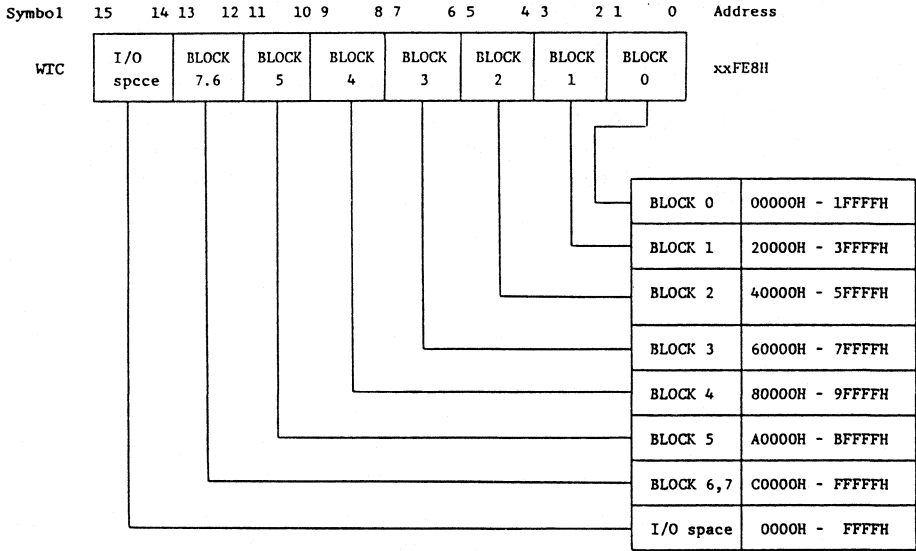 Symbol 15 14 13 12 11 10 9 8 7 6 5 4 3 2 1 0 Address
WTC I/O BLOCK BLOCK BLOCK BLOCK BLOCK BLOCK BLOCK xxFE8H
spcce 7.6 5 4 3 2 1 0
BLOCK 0 00000H - 1FFFFH
BLOCK 1 20000H - 3FFFFH
BLOCK 2 40000H - 5FFFFH
BLOCK 3 60000H - 7FFFFH
BLOCK 4 80000H - 9FFFFH
BLOCK 5 A0000H - BFFFFH
BLOCK 6,7 C0000H - FFFFFH
I/O space 0000H - FFFFH